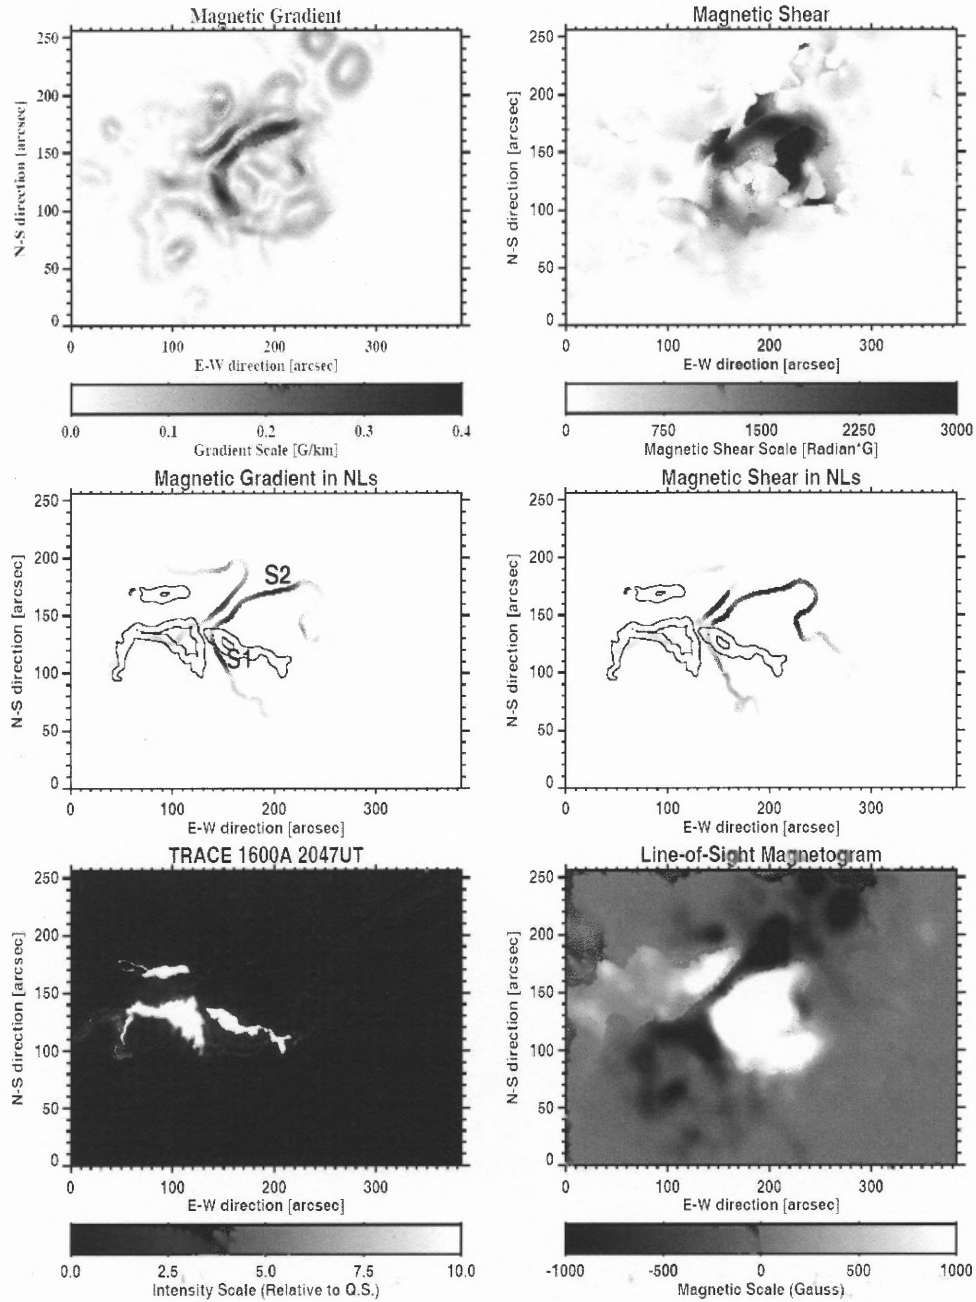 Magnetic Gradient
250
200
150
100
50
0
N-S direction [arcsec]
0 100 200 300
E-W direction [arcsec]
0.0 0.1 0.2 0.3 0.4
Gradient Scale [G/km]
Magnetic Shear
250
200
150
100
50
0
N-S direction [arcsec]
0 100 200 300
E-W direction [arcsec]
0 750 1500 2250 3000
Magnetic Shear Scale [Radian*G]
Magnetic Gradient in NLs
250
200
150
100
50
0
N-S direction [arcsec]
S2
S1
0 100 200 300
E-W direction [arcsec]
Magnetic Shear in NLs
250
200
150
100
50
0
N-S direction [arcsec]
0 100 200 300
E-W direction [arcsec]
TRACE 1600A 2047UT
250
200
150
100
50
0
N-S direction [arcsec]
0 100 200 300
E-W direction [arcsec]
0.0 2.5 5.0 7.5 10.0
Intensity Scale (Relative to Q.S.)
Line-of-Sight Magnetogram
250
200
150
100
50
0
N-S direction [arcsec]
0 100 200 300
E-W direction [arcsec]
-1000 -500 0 500 1000
Magnetic Scale (Gauss)